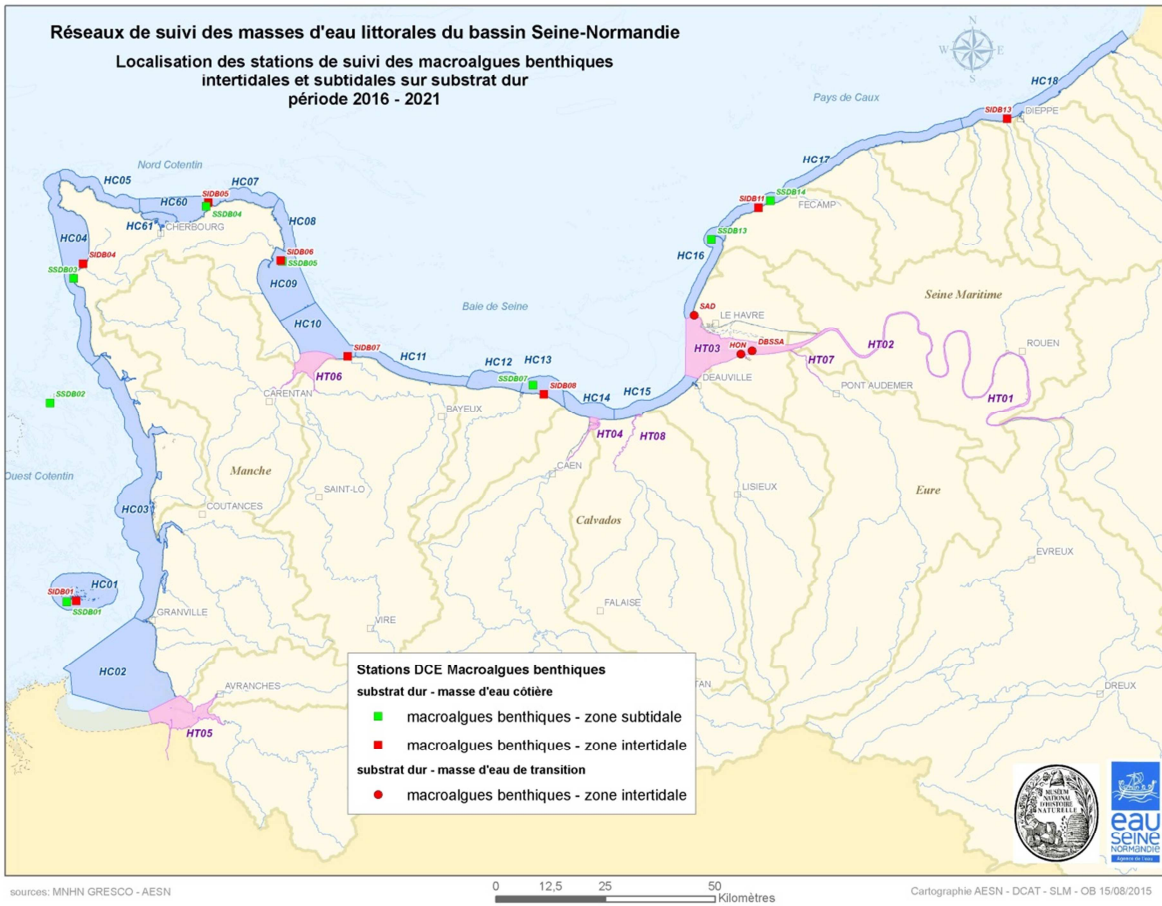 Réseaux de suivi des masses d'eau littorales du bassin Seine-Normandie
Localisation des stations de suivi des macroalgues benthiques
intertidales et subtidales sur substrat dur
période 2016 - 2021
N
W
E
S
HC18
Pays de Caux
SIDB13
DIEPPE
Nord Cotentin
HC05
HC17
SIDB05
HC07
HC60
SSDB04
SSDB14
SIDB11
FECAMP
HC61
CHERBOURG
HC08
HC04
SSDB13
SIDB04
SIDB06
SSDB05
SSDB03
HC16
HC09
Seine Maritime
Baie de Seine
SAD
LE HAVRE
HC10
SIDB07
HT03
HON
DBSSA
HT02
ROUEN
HC11
HT07
HC12
HC13
HT06
SSDB07
SIDB08
DEAUVILLE
PONT AUDEMER
CARENTAN
SSDB02
HC14
HC15
HT01
BAYEUX
HT04
HT08
Manche
CAEN
Ouest Cotentin
SAINT-LO
LISIEUX
Eure
HC03
COUTANCES
Calvados
EVREUX
HC01
SIDB01
SSDB01
GRANVILLE
FALAISE
VIRE
HC02
AVRANCHES
HT05
TAN
DREUX
Stations DCE Macroalgues benthiques
substrat dur - masse d'eau côtière
macroalgues benthiques - zone subtidale
macroalgues benthiques - zone intertidale
substrat dur - masse d'eau de transition
macroalgues benthiques - zone intertidale
MUSÉUM
NATIONAL
D'HISTOIRE
NATURELLE
eau
SEINE
NORMANDIE
Agence de l'eau
sources: MNHN GRESCO - AESN
0 12,5 25 50
Kilomètres
Cartographie AESN - DCAT - SLM - OB 15/08/2015